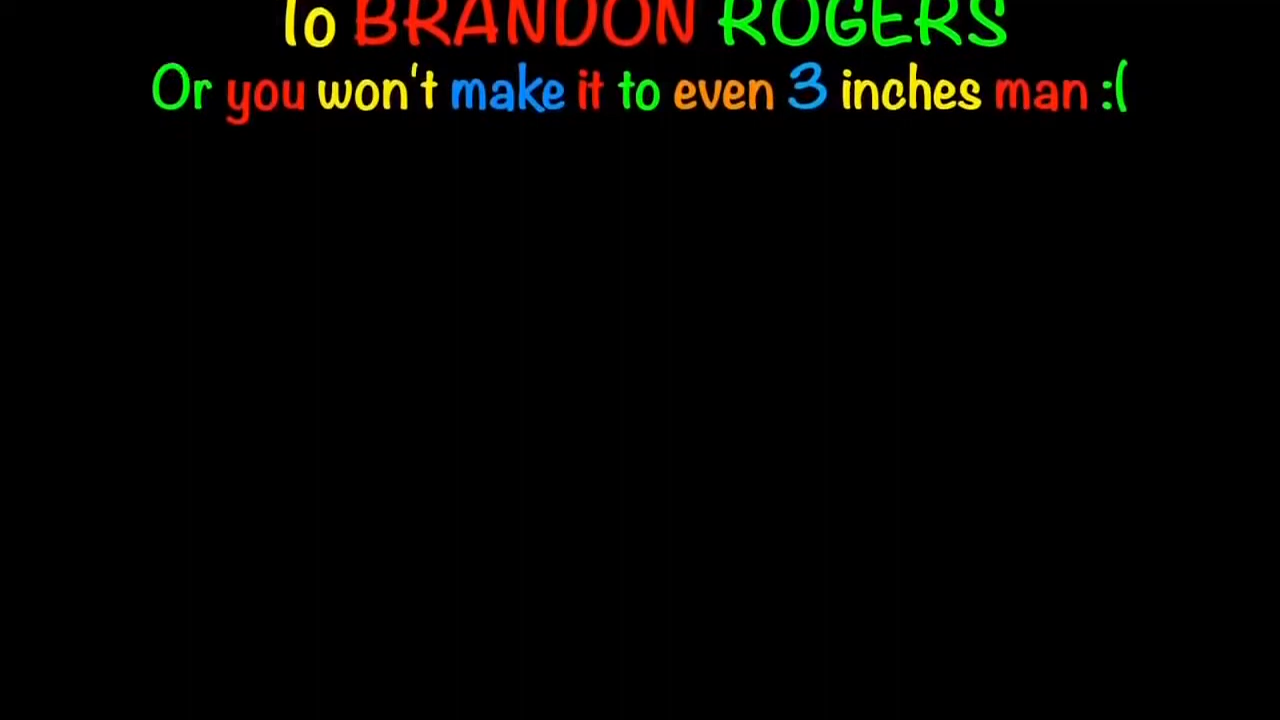 To BRANDON ROGERS
Or you won't make it to even 3 inches man :(